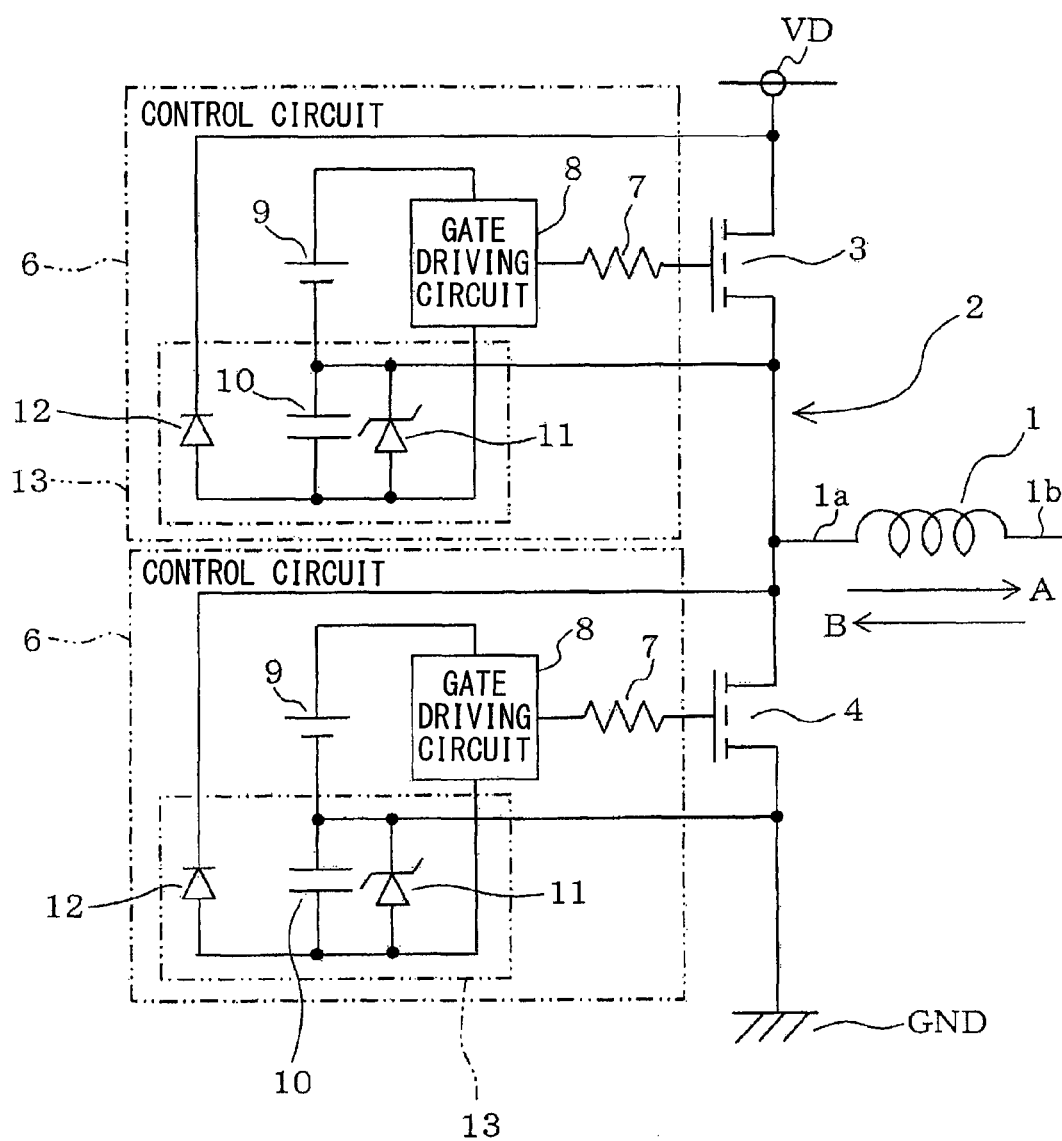 VD
CONTROL CIRCUIT
8
7
9
GATE
DRIVING
CIRCUIT
6
3
2
10
12
11
1
13
1a
1b
CONTROL CIRCUIT
A
B
6
8
7
9
GATE
DRIVING
CIRCUIT
4
12
11
GND
10
13